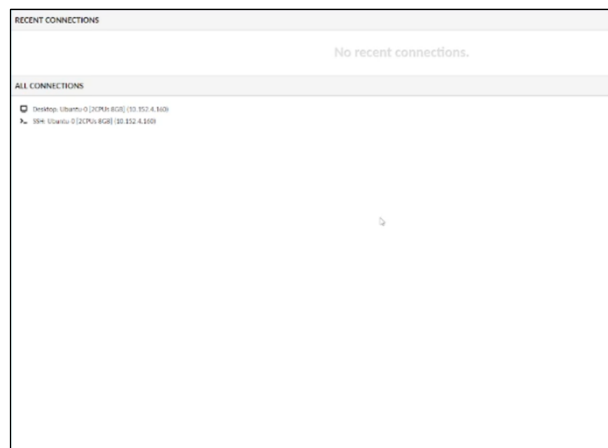 RECENT CONNECTIONS
No recent connections.
ALL CONNECTIONS
Desktop: Ubuntu 0 [2CPUs 8GB] (10.152.4.160)
SSH: Ubuntu 0 [2CPUs 8GB] (10.152.4.160)